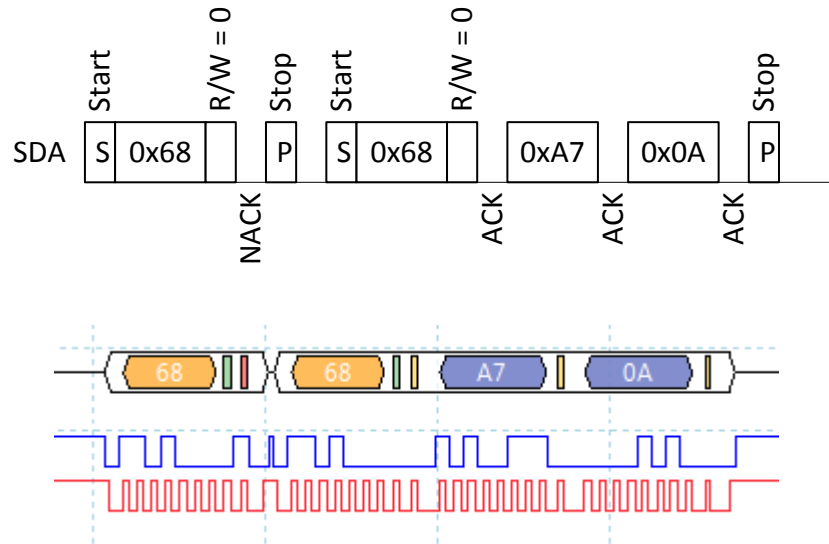 Start R/W = 0 Stop Start R/W = 0 Stop
SDA S 0x68 P S 0x68 0xA7 0x0A P
NACK ACK ACK ACK
68 68 A7 0A